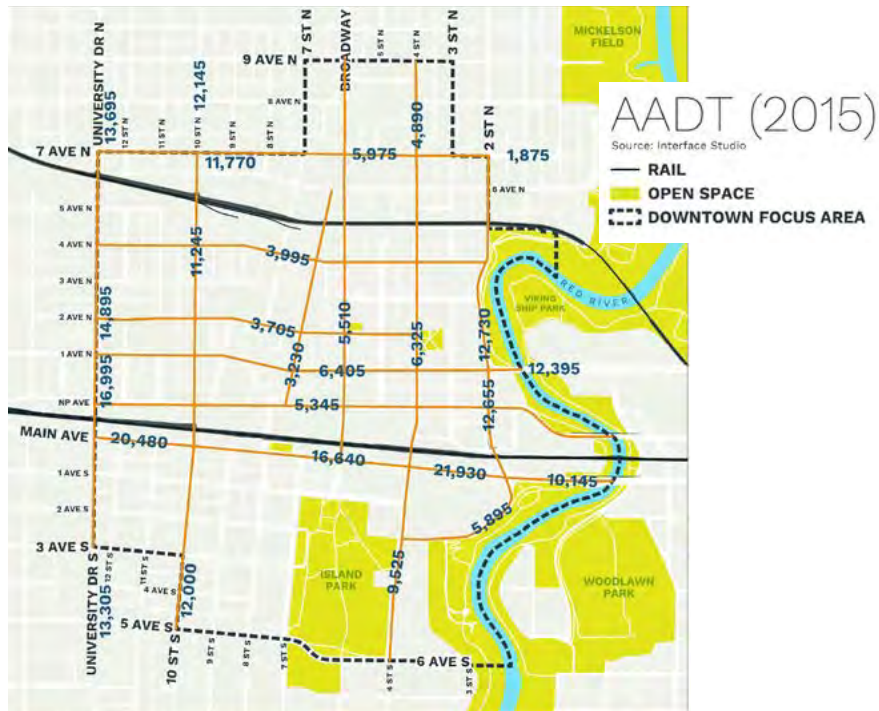 AADT (2015)
Source: Interface Studio
RAIL
OPEN SPACE
DOWNTOWN FOCUS AREA
MICKELSON
FIELD
UNIVERSITY DR N
13,695
12 ST N
11 ST N
10 ST N
12,145
9 ST N
8 ST N
7 ST N
BROADWAY
5 ST N
4 ST N
3 ST N
9 AVE N
8 AVE N
4,890
2 ST N
7 AVE N
11,770
5,975
1,875
6 AVE N
5 AVE N
4 AVE N
11,245
3,995
3 AVE N
14,895
RED RIVER
VIKING
SHIP PARK
2 AVE N
3,705
5,510
6,325
12,730
1 AVE N
3,230
6,405
12,395
16,995
NP AVE N
5,345
12,655
MAIN AVE
20,480
16,640
21,930
10,145
1 AVE S
2 AVE S
5,895
3 AVE S
12 ST S
11 ST S
4 AVE S
12,000
9,525
ISLAND
PARK
WOODLAWN
PARK
UNIVERSITY DR S
13,305
5 AVE S
10 ST S
9 ST S
8 ST S
7 ST S
4 ST S
6 AVE S
3 ST S